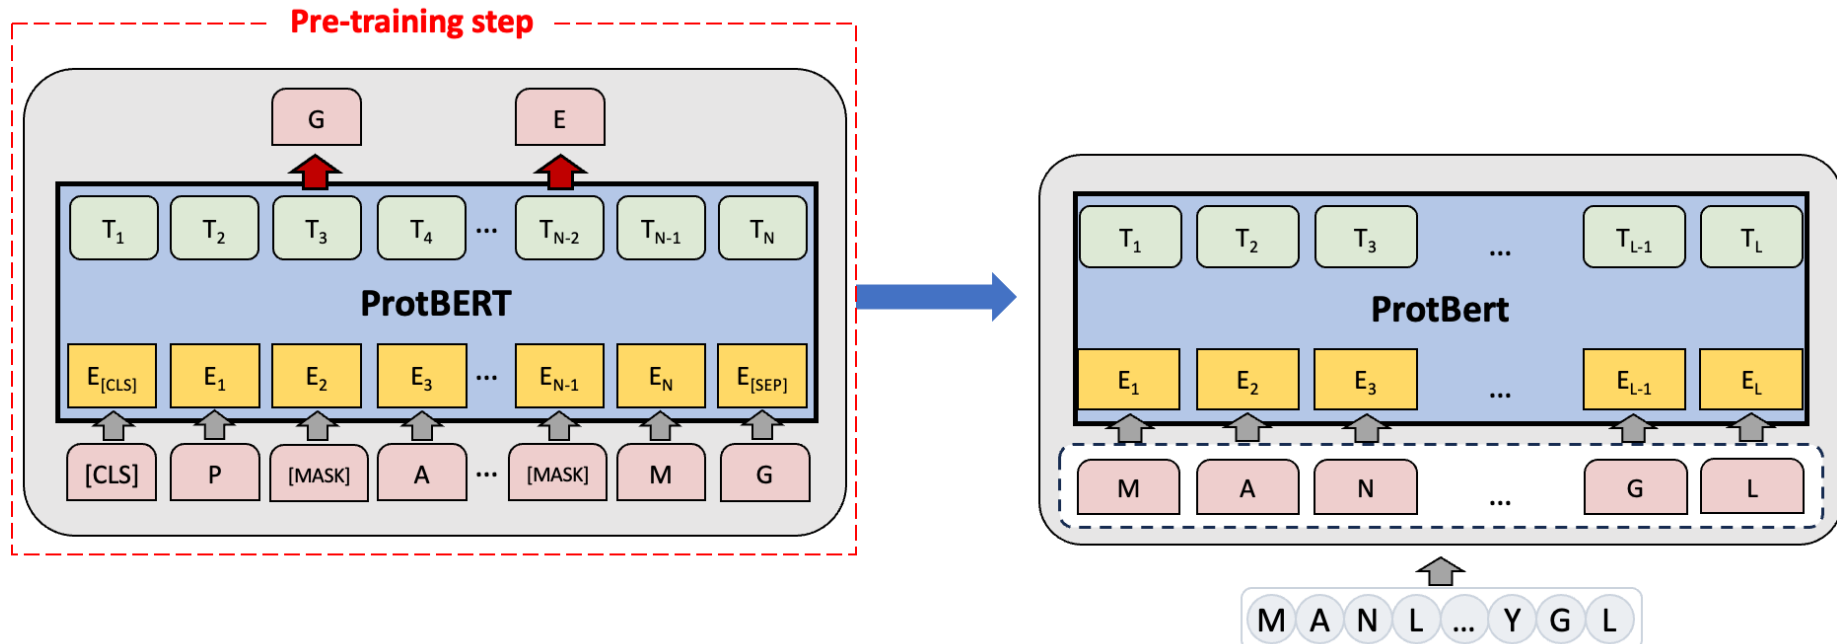 Pre-training step
G E
T1 T2 T3 T4 ... TN-2 TN-1 TN
ProtBERT
E[CLS] E1 E2 E3 ... EN-1 EN E[SEP]
[CLS] P [MASK] A ... [MASK] M G
T1 T2 T3 ... TL-1 TL
ProtBert
E1 E2 E3 ... EL-1 EL
M A N ... G L
M A N L ... Y G L